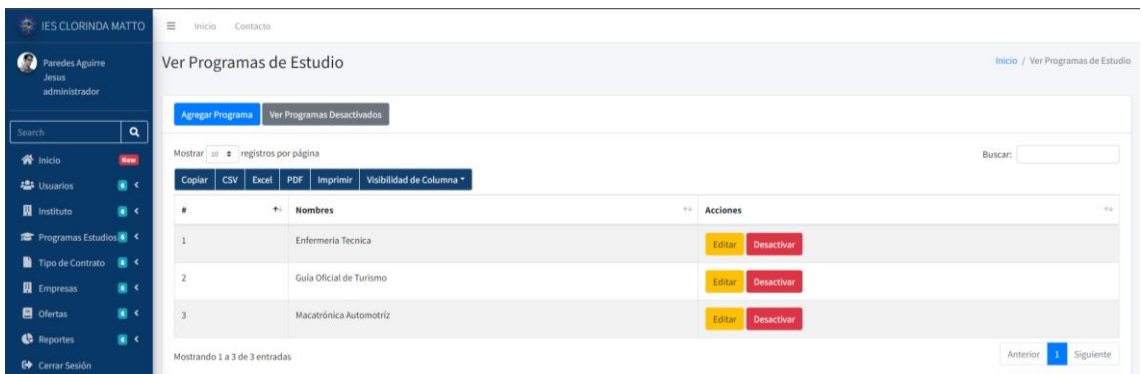 IES CLORINDA MATTO
Inicio Contacto
Paredes Aguirre
Jesus
administrador
Search
Inicio New
Usuarios
Instituto
Programas Estudios
Tipo de Contrato
Empresas
Ofertas
Reportes
Cerrar Sesión
Ver Programas de Estudio
Inicio / Ver Programas de Estudio
Agregar Programa Ver Programas Desactivados
Mostrar 10 registros por página
Buscar:
Copiar CSV Excel PDF Imprimir Visibilidad de Columna
# Nombres Acciones
1 Enfermeria Tecnica Editar Desactivar
2 Guía Oficial de Turismo Editar Desactivar
3 Macatrónica Automotríz Editar Desactivar
Mostrando 1 a 3 de 3 entradas
Anterior 1 Siguiente